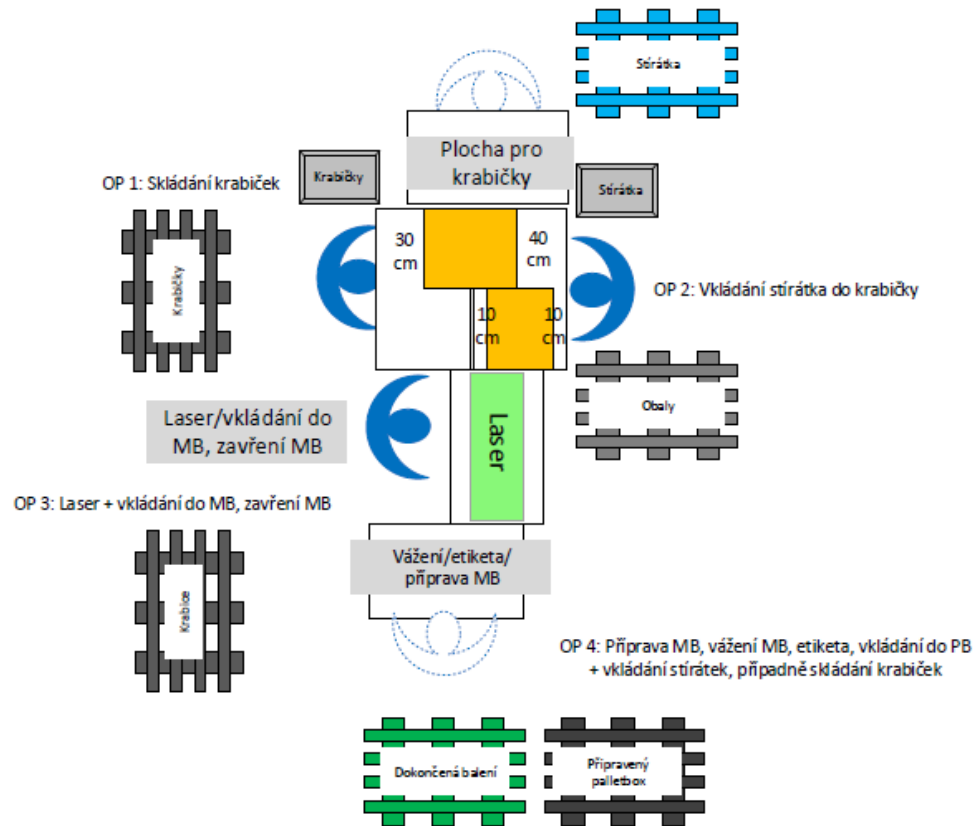 Stírátka
Plocha pro
krabičky
Krabičky
Stírátka
OP 1: Skládání krabiček
30
cm
40
cm
Krabičky
OP 2: Vkládání stírátka do krabičky
10
cm
10
cm
Laser/vkládání do
MB, zavření MB
Laser
Obaly
OP 3: Laser + vkládání do MB, zavření MB
Vážení/etiketa/
příprava MB
Krabice
OP 4: Příprava MB, vážení MB, etiketa, vkládání do PB
+ vkládání stírátek, případně skládání krabiček
Dokončená balení
Připravený
palletbox